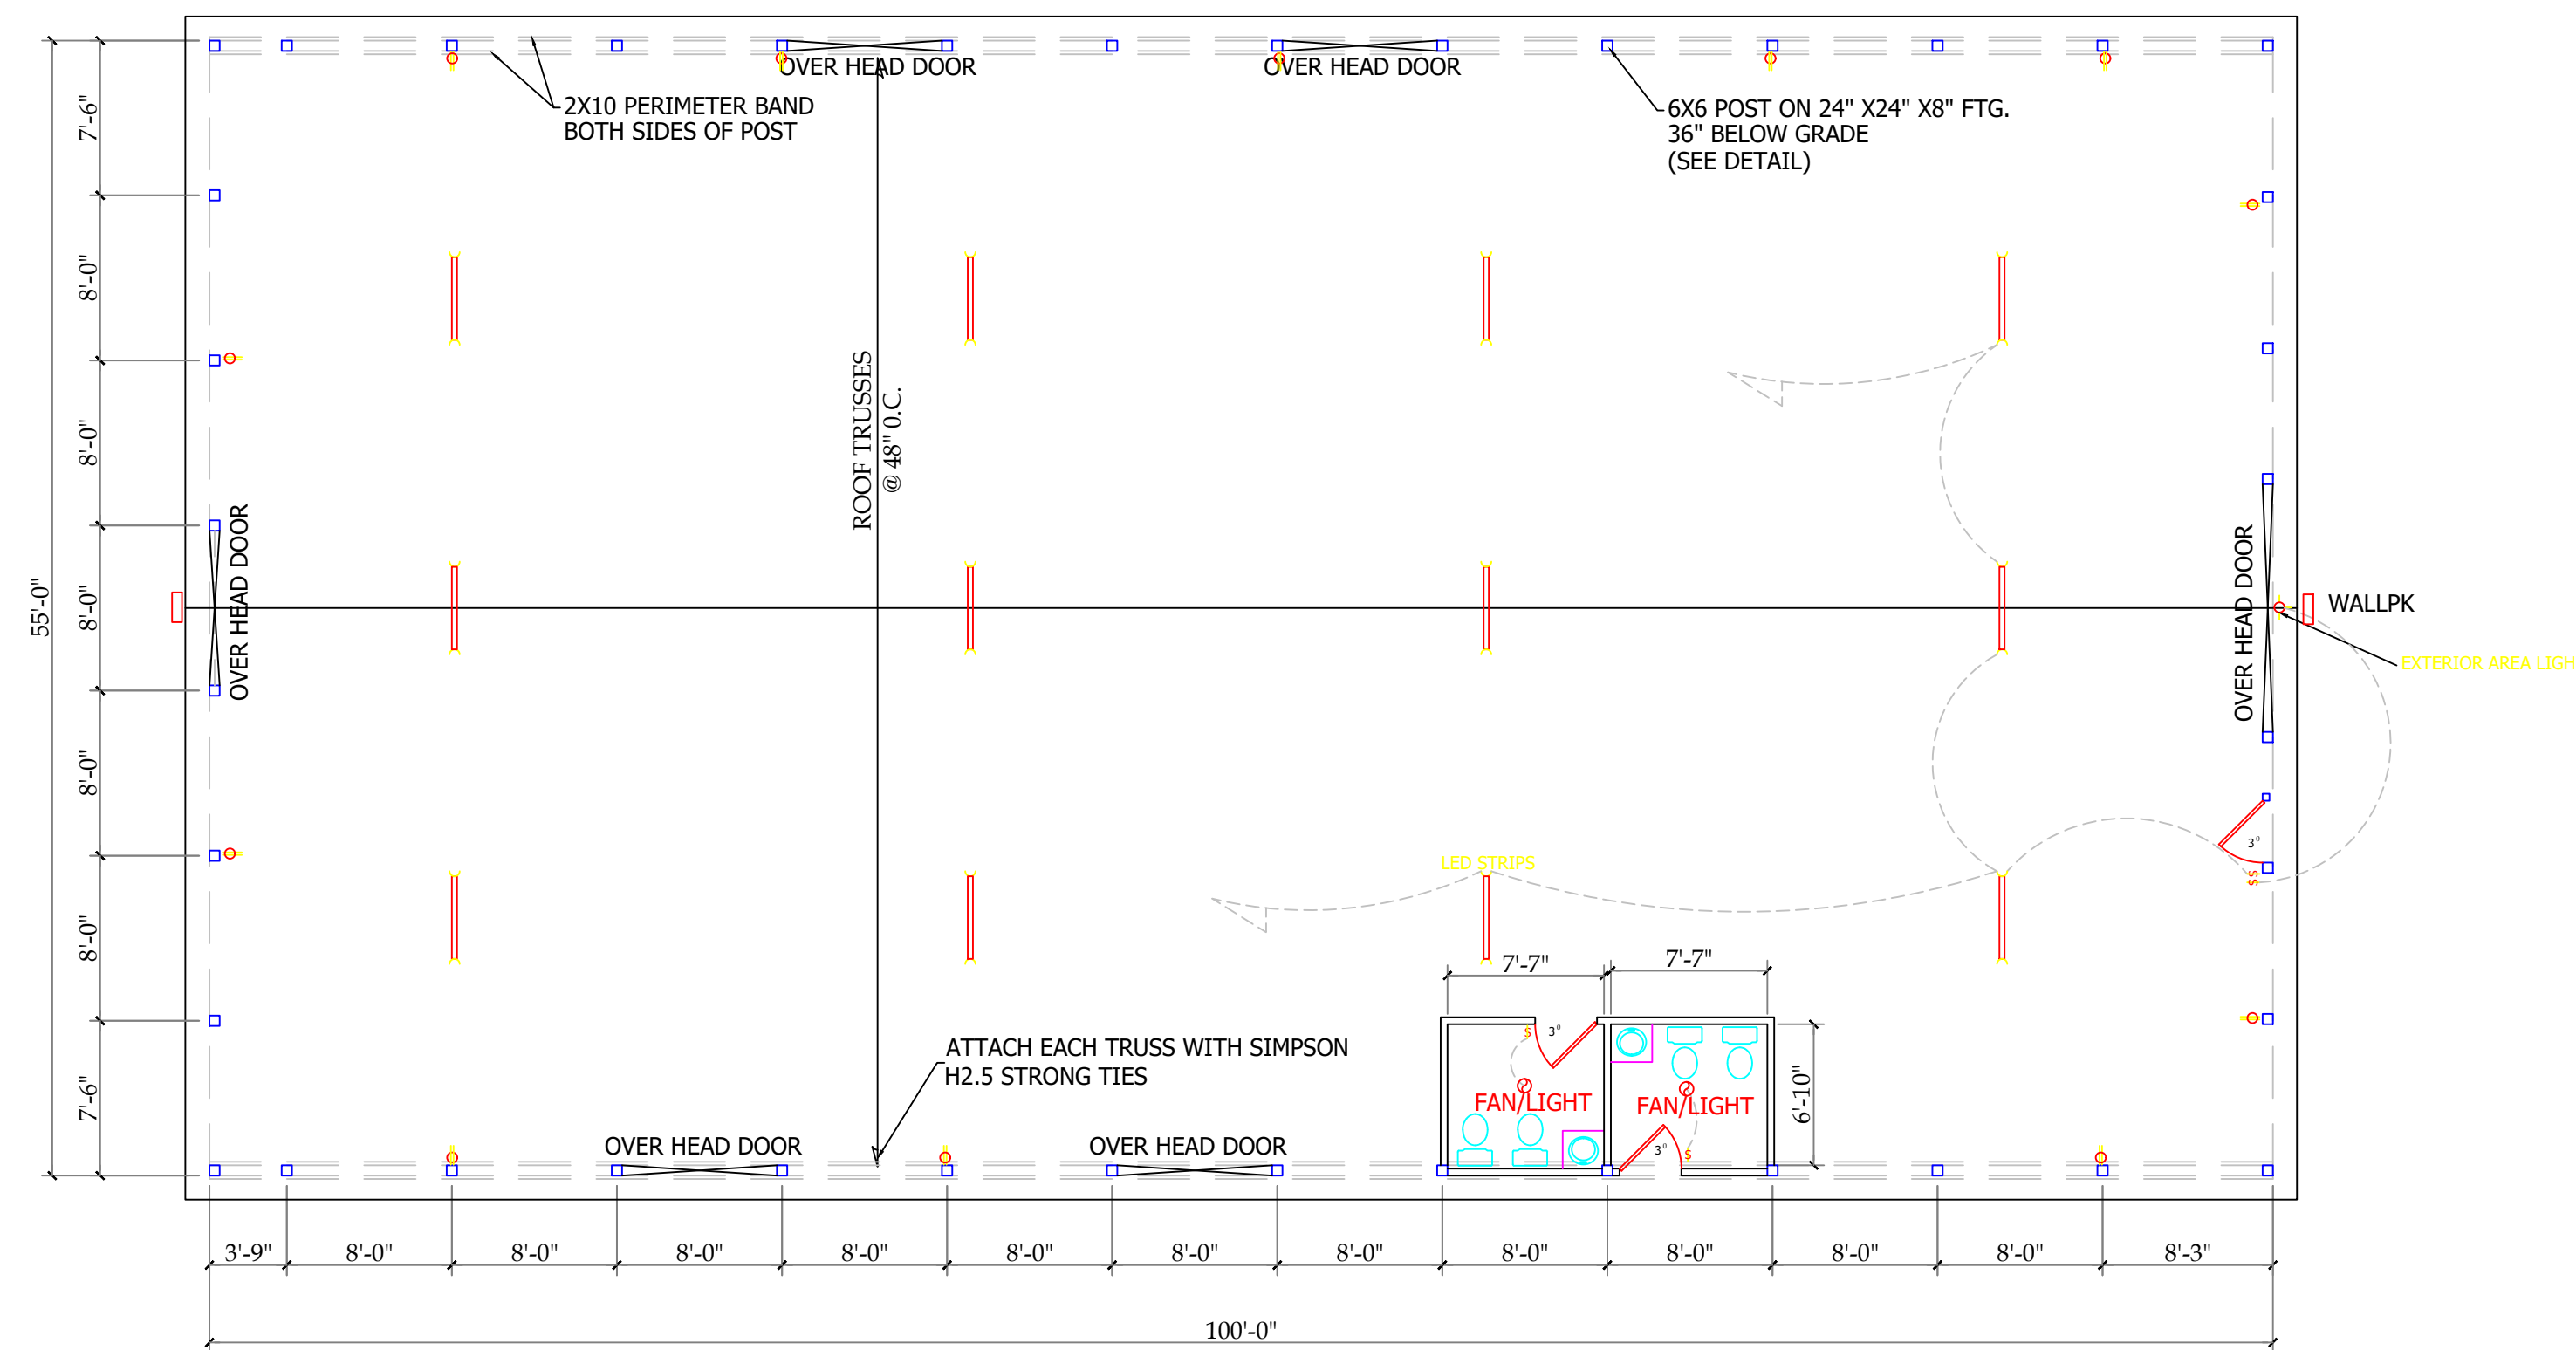 OVER HEAD DOOR
OVER HEAD DOOR
2X10 PERIMETER BAND
BOTH SIDES OF POST
6X6 POST ON 24" X24" X8" FTG.
36" BELOW GRADE
(SEE DETAIL)
7'-6"
8'-0"
8'-0"
8'-0"
8'-0"
8'-0"
7'-6"
55'-0"
ROOF TRUSSES
@ 48" O.C.
OVER HEAD DOOR
OVER HEAD DOOR
WALLPK
EXTERIOR AREA LIGH
3⁰
LED STRIPS
$$
7'-7"
7'-7"
$
3⁰
ATTACH EACH TRUSS WITH SIMPSON
H2.5 STRONG TIES
FAN/LIGHT
FAN/LIGHT
6'-10"
OVER HEAD DOOR
OVER HEAD DOOR
3⁰
$
3'-9"
8'-0"
8'-0"
8'-0"
8'-0"
8'-0"
8'-0"
8'-0"
8'-0"
8'-0"
8'-0"
8'-0"
8'-3"
100'-0"